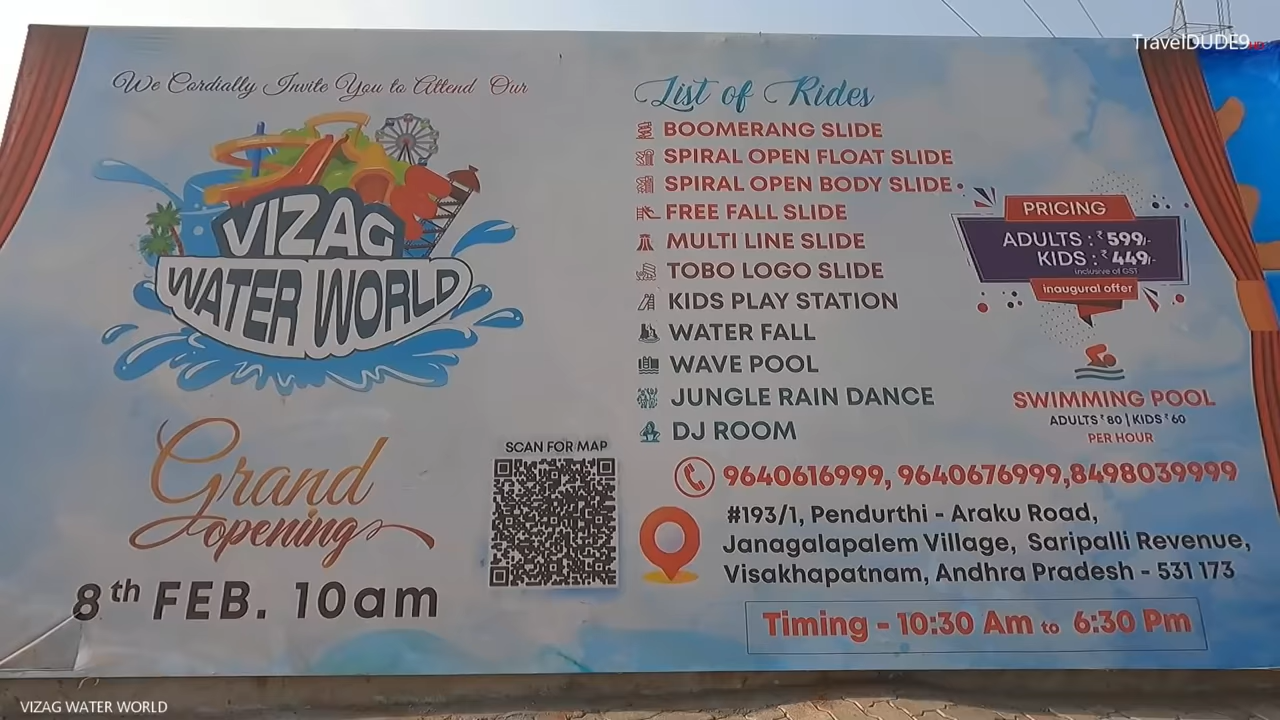 TravelDUDE9
We Cordially Invite You to Attend Our
VIZAG
WATER WORLD
Grand
opening
8th FEB. 10am
SCAN FOR MAP
List of Rides
BOOMERANG SLIDE
SPIRAL OPEN FLOAT SLIDE
SPIRAL OPEN BODY SLIDE
FREE FALL SLIDE
MULTI LINE SLIDE
TOBO LOGO SLIDE
KIDS PLAY STATION
WATER FALL
WAVE POOL
JUNGLE RAIN DANCE
DJ ROOM
PRICING
ADULTS : ₹ 599/-
KIDS : ₹ 449/-
inclusive of GST
inaugural offer
SWIMMING POOL
ADULTS ₹ 80 | KIDS ₹ 60
PER HOUR
9640616999, 9640676999,8498039999
#193/1, Pendurthi - Araku Road,
Janagalapalem Village, Saripalli Revenue,
Visakhapatnam, Andhra Pradesh - 531 173
Timing - 10:30 Am to 6:30 Pm
VIZAG WATER WORLD